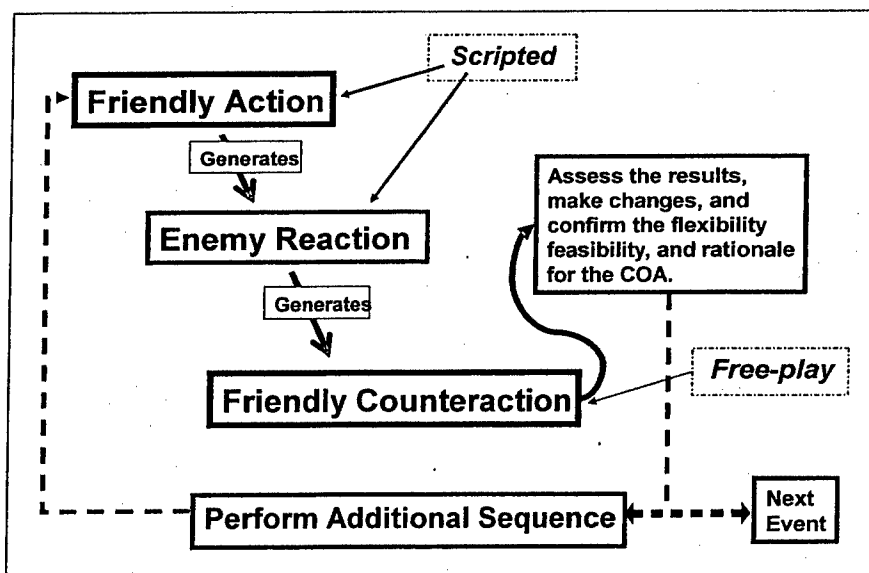 Scripted
Friendly Action
Generates
Enemy Reaction
Generates
Friendly Counteraction
Assess the results,
make changes, and
confirm the flexibility
feasibility, and rationale
for the COA.
Free-play
Perform Additional Sequence
Next
Event